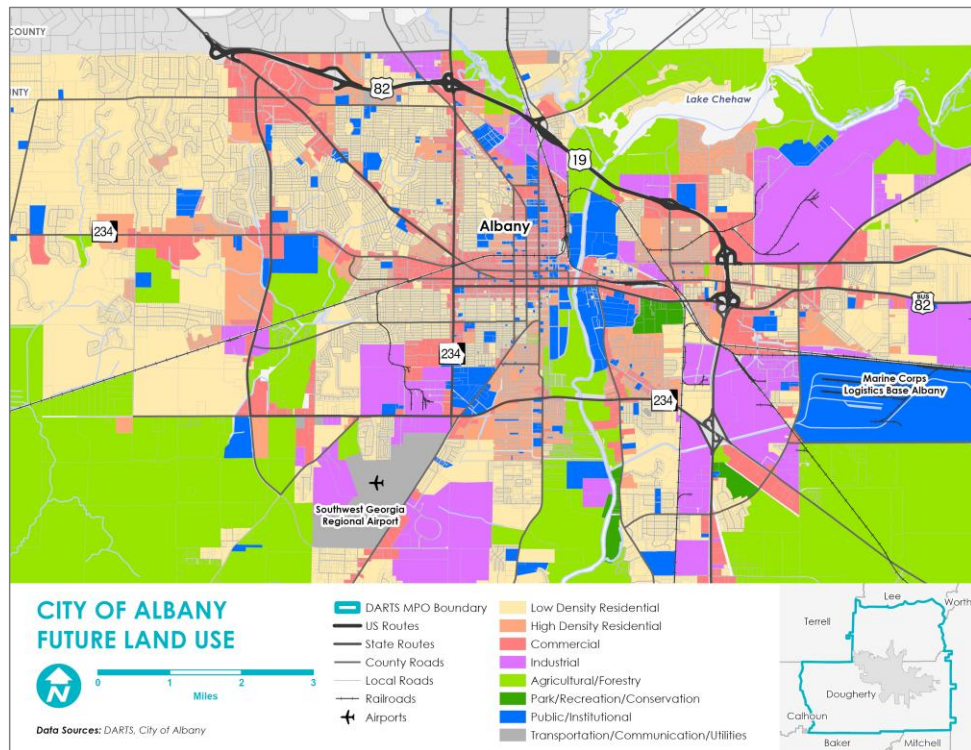 COUNTY
NTY
82
Lake Chehaw
19
Albany
234
BUS
82
234
Marine Corps
Logistics Base Albany
234
Southwest Georgia
Regional Airport
CITY OF ALBANY
FUTURE LAND USE
N
0 1 2 3
Miles
Data Sources: DARTS, City of Albany
DARTS MPO Boundary
US Routes
State Routes
County Roads
Local Roads
Railroads
Airports
Low Density Residential
High Density Residential
Commercial
Industrial
Agricultural/Forestry
Park/Recreation/Conservation
Public/Institutional
Transportation/Communication/Utilities
Lee
Worth
Terrell
Dougherty
Calhoun
Baker
Mitchell